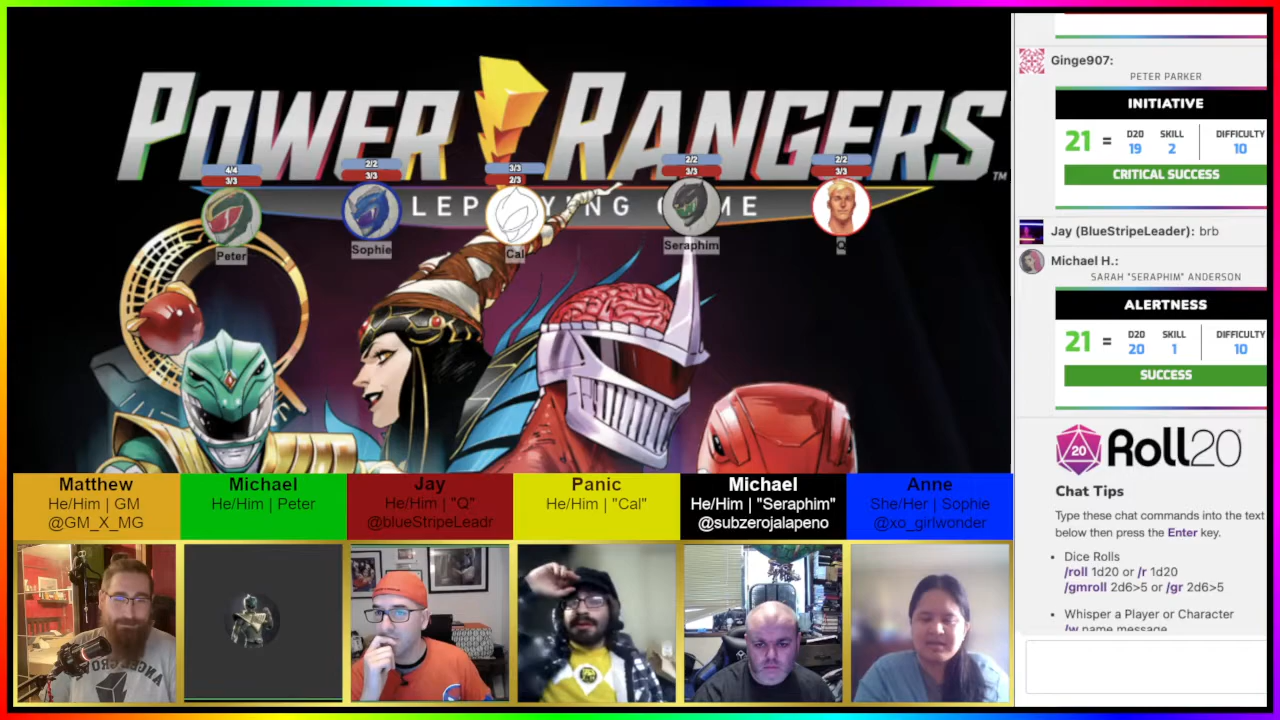 POWER RANGERS
TM
4/4
3/3
2/2
3/3
3/3
2/3
2/2
3/3
2/2
3/3
Peter
Sophie
Cal
Seraphim
Q
Matthew
He/Him | GM
@GM_X_MG
Michael
He/Him | Peter
Jay
He/Him | "Q"
@blueStripeLeadr
Panic
He/Him | "Cal"
Michael
He/Him | "Seraphim"
@subzerojalapeno
Anne
She/Her | Sophie
@xo_girlwonder
Ginge907:
PETER PARKER
INITIATIVE
21 = D20 19 SKILL 2 DIFFICULTY 10
CRITICAL SUCCESS
Jay (BlueStripeLeader): brb
Michael H.:
SARAH "SERAPHIM" ANDERSON
ALERTNESS
21 = D20 20 SKILL 1 DIFFICULTY 10
SUCCESS
20 Roll20
Chat Tips
Type these chat commands into the text
below then press the Enter key.
• Dice Rolls
/roll 1d20 or /r 1d20
/gmroll 2d6>5 or /gr 2d6>5
• Whisper a Player or Character
/w name message